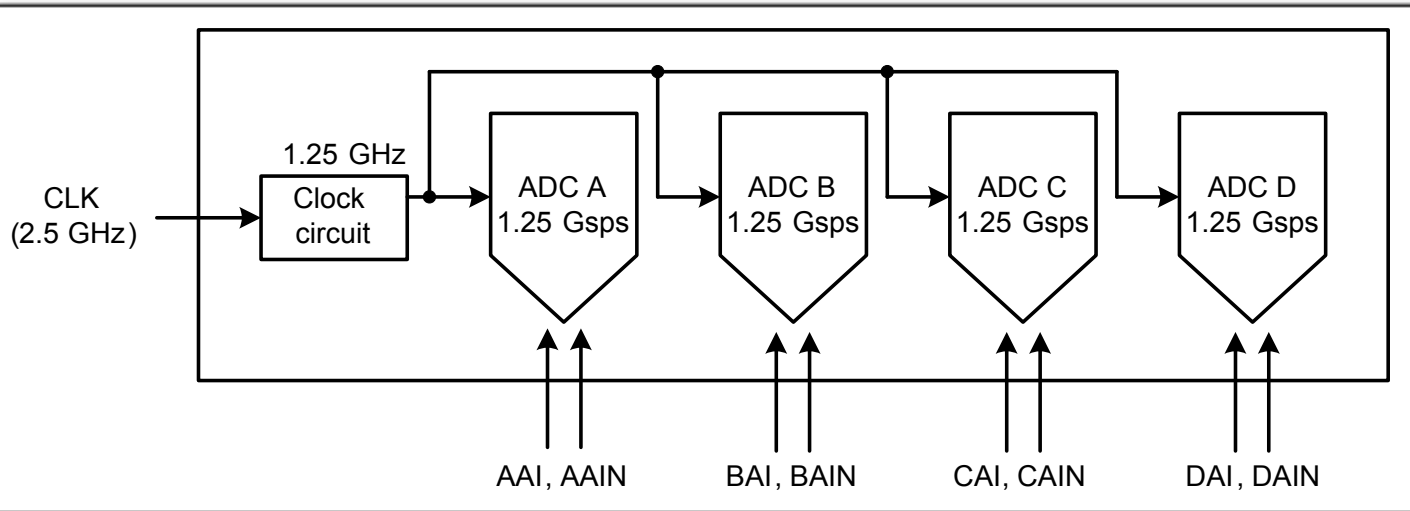 1.25 GHz
CLK
(2.5 GHz)
Clock
circuit
ADC A
1.25 Gsps
ADC B
1.25 Gsps
ADC C
1.25 Gsps
ADC D
1.25 Gsps
AAI, AAIN
BAI, BAIN
CAI, CAIN
DAI, DAIN